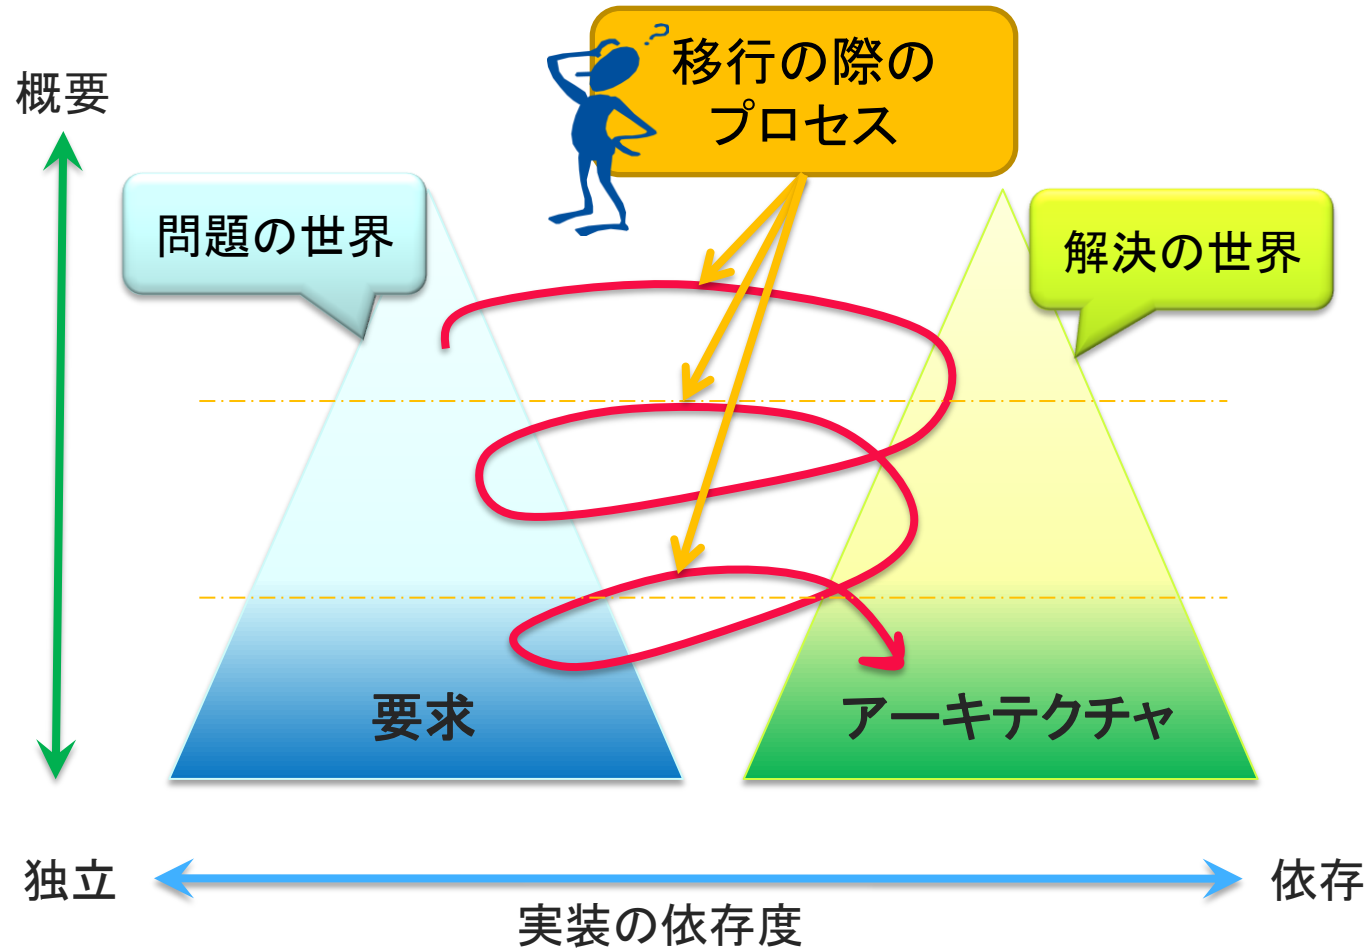 移行の際の
プロセス
概要
問題の世界
解決の世界
要求
アーキテクチャ
独立
依存
実装の依存度